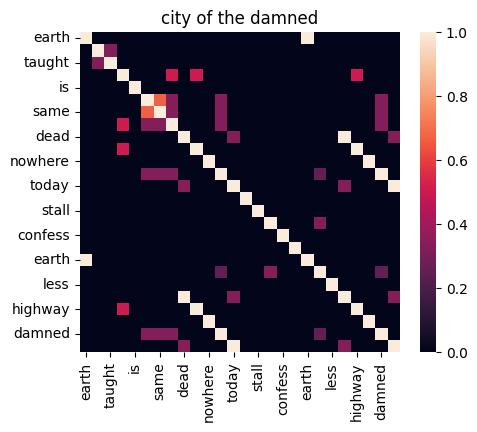 city of the damned
earth
taught
is
same
dead
nowhere
today
stall
confess
earth
less
highway
damned
earth
taught
is
same
dead
nowhere
today
stall
confess
earth
less
highway
damned
1.0
0.8
0.6
0.4
0.2
0.0